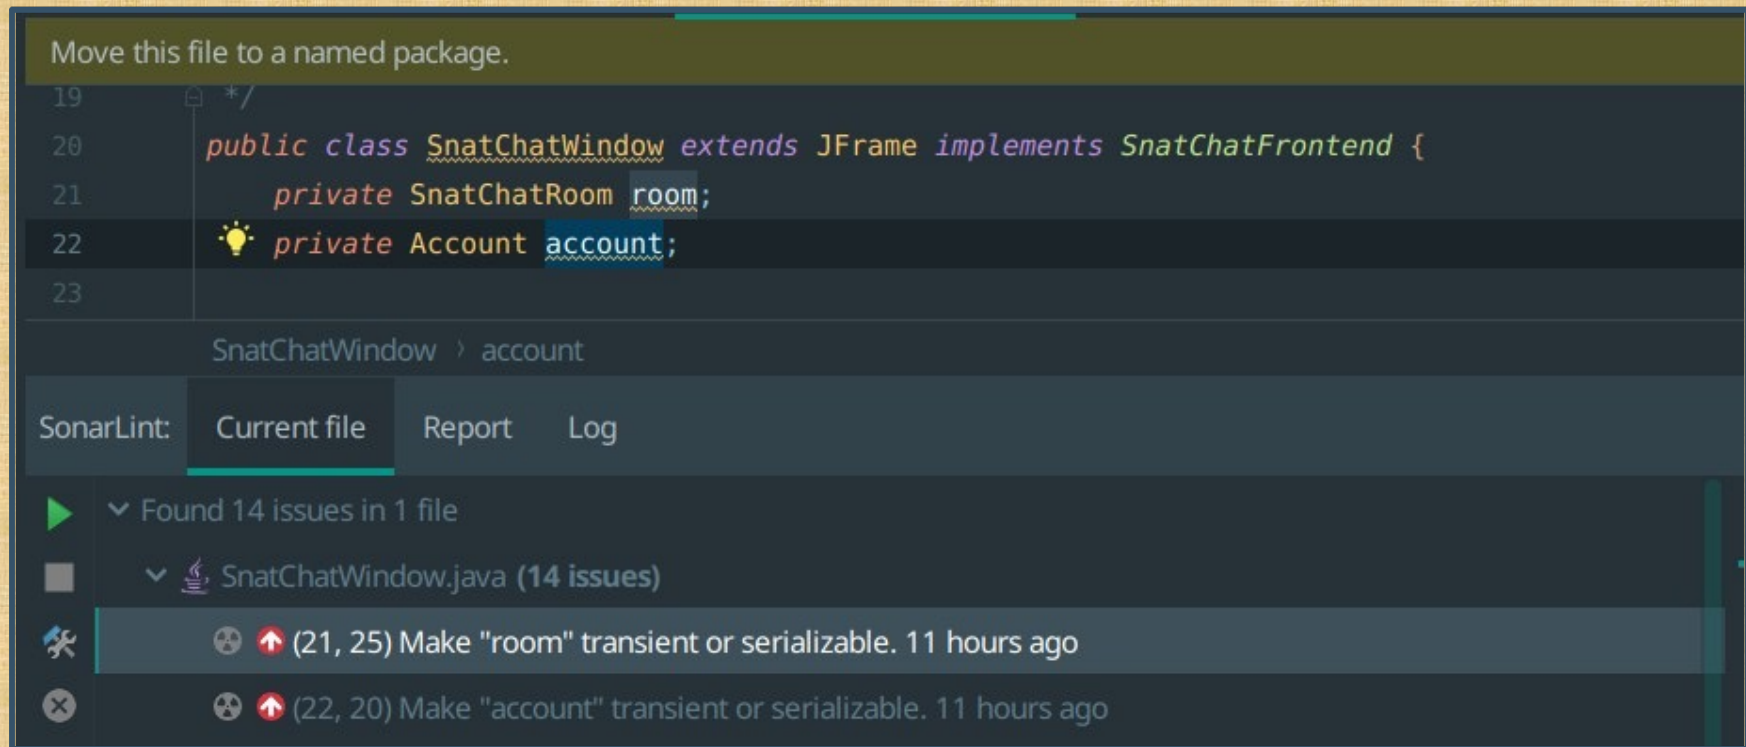 Move this file to a named package.
19 */
20 public class SnatChatWindow extends JFrame implements SnatChatFrontend {
21 private SnatChatRoom room;
22 private Account account;
23
SnatChatWindow › account
SonarLint: Current file Report Log
Found 14 issues in 1 file
SnatChatWindow.java (14 issues)
(21, 25) Make "room" transient or serializable. 11 hours ago
(22, 20) Make "account" transient or serializable. 11 hours ago